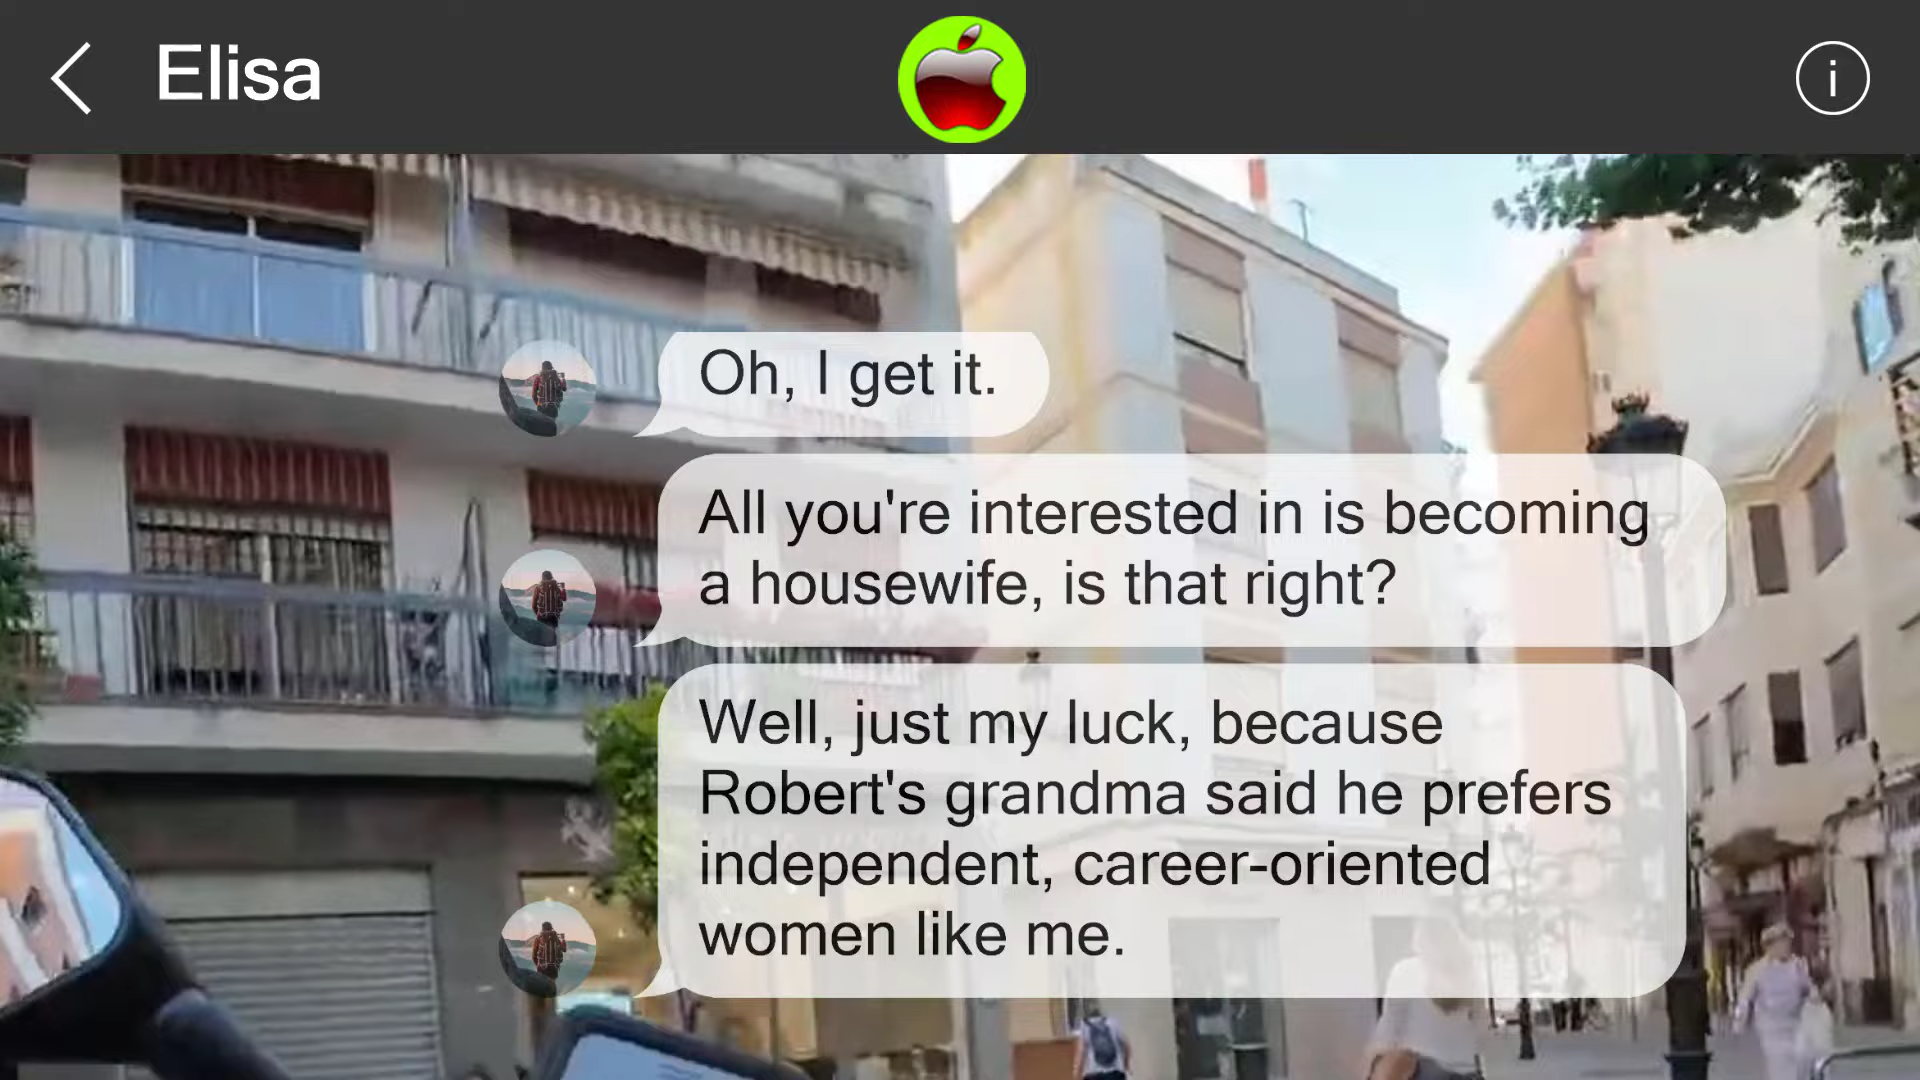 Elisa
Oh, I get it.
All you're interested in is becoming
a housewife, is that right?
Well, just my luck, because
Robert's grandma said he prefers
independent, career-oriented
women like me.